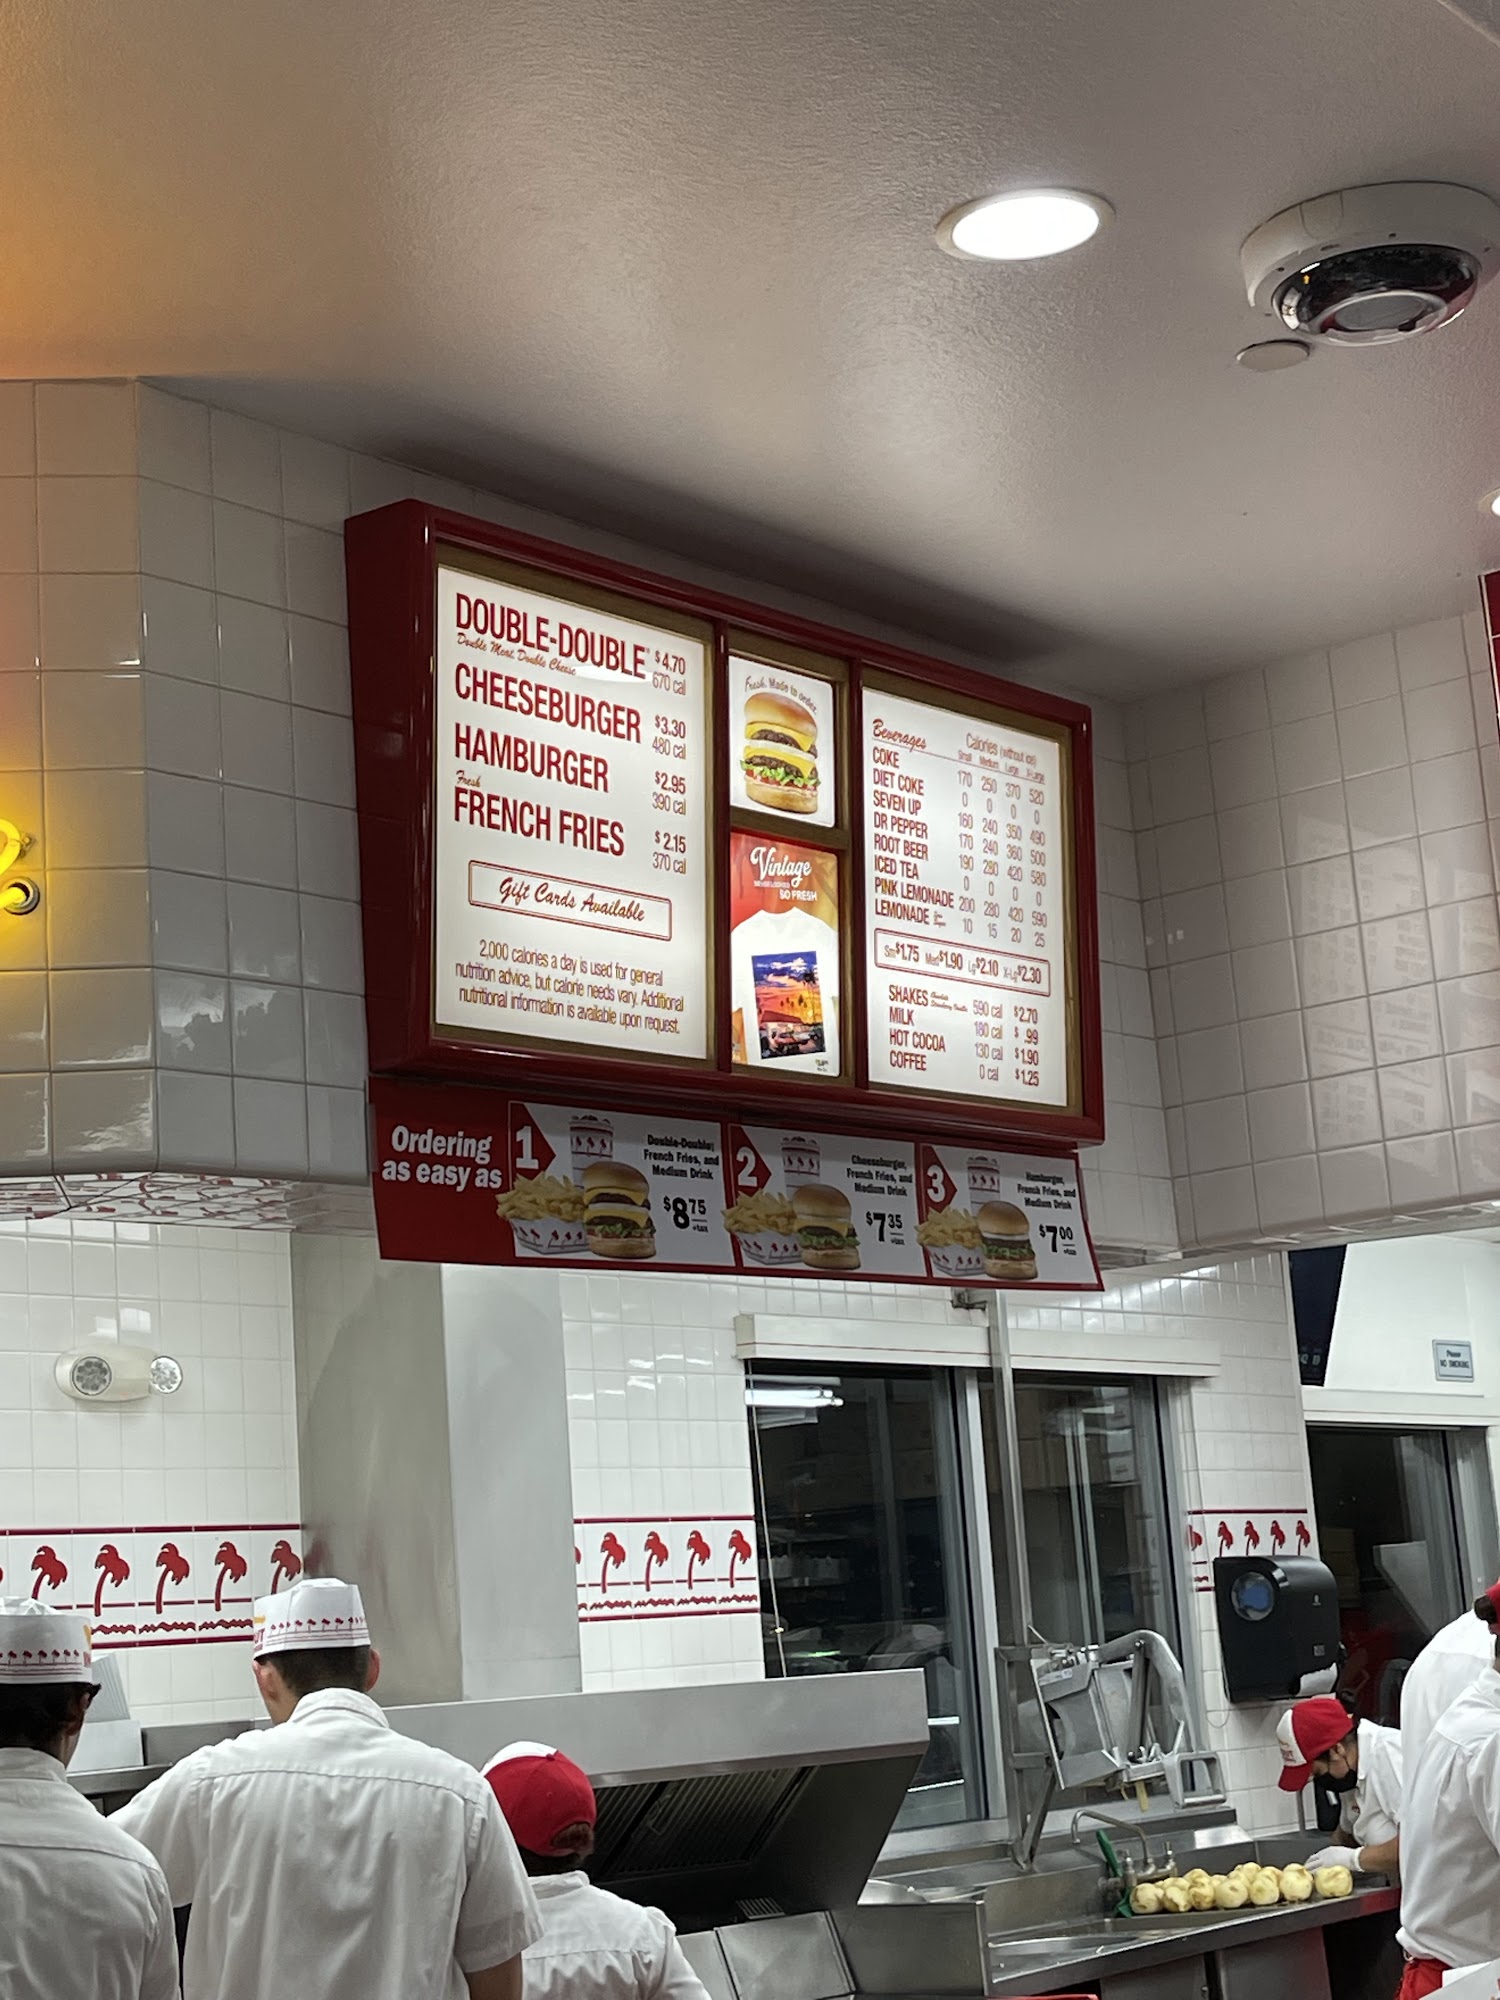 DOUBLE-DOUBLE $4.70
Double Meat, Double Cheese 670 cal
CHEESEBURGER $3.30
480 cal
HAMBURGER $2.95
390 cal
Fresh
FRENCH FRIES $2.15
370 cal
Gift Cards Available
2,000 calories a day is used for general
nutrition advice, but calorie needs vary. Additional
nutritional information is available upon request.
Fresh. Made to order.
Vintage
SO FRESH
Beverages Calories (without ice)
Small Medium Large X-Large
COKE 170 250 370 520
DIET COKE 0 0 0 0
SEVEN UP 160 240 350 490
DR PEPPER 170 240 360 500
ROOT BEER 190 280 420 580
ICED TEA 0 0 0 0
PINK LEMONADE 200 280 420 590
LEMONADE 10 15 20 25
Sm $1.75 Med $1.90 Lg $2.10 X-Lg $2.30
SHAKES 590 cal $2.70
MILK 180 cal $.99
HOT COCOA 130 cal $1.90
COFFEE 0 cal $1.25
Ordering
as easy as
1
Double-Double,
French Fries, and
Medium Drink
$8.75
+tax
2
Cheeseburger,
French Fries, and
Medium Drink
$7.35
+tax
3
Hamburger,
French Fries, and
Medium Drink
$7.00
+tax
Please
NO SMOKING